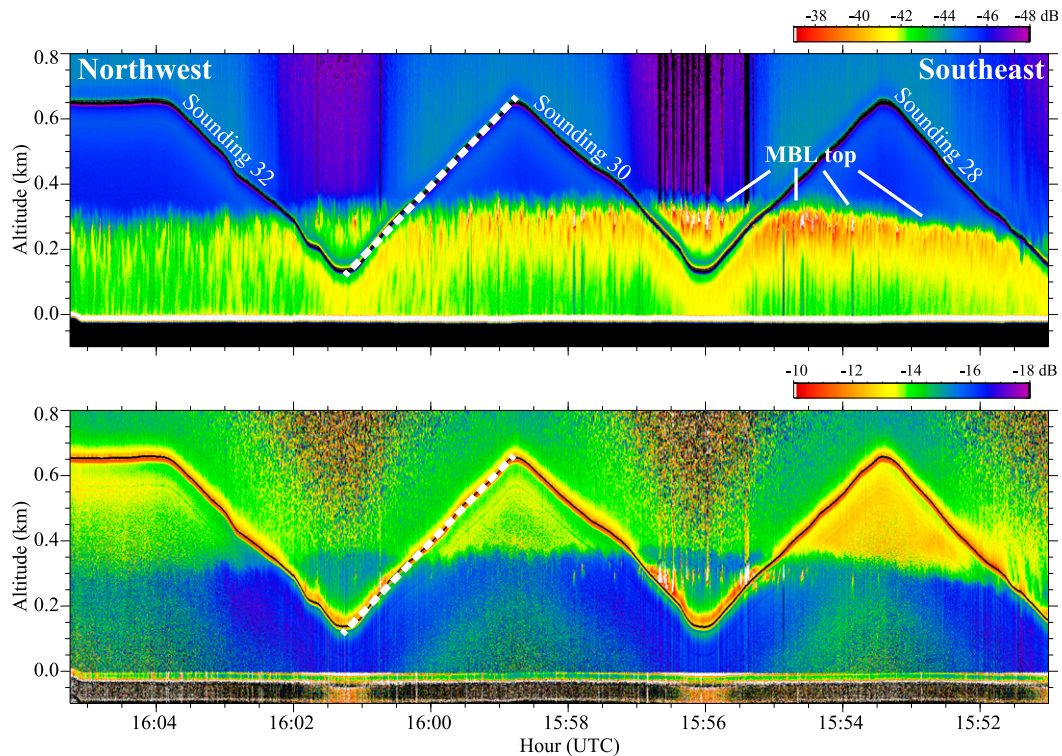 -38 -40 -42 -44 -46 -48 dB
0.8
Northwest
Southeast
Sounding 32
Sounding 30
Sounding 28
0.6
MBL top
0.4
0.2
0.0
Altitude (km)
-10 -12 -14 -16 -18 dB
0.8
0.6
0.4
0.2
0.0
Altitude (km)
16:04 16:02 16:00 15:58 15:56 15:54 15:52
Hour (UTC)